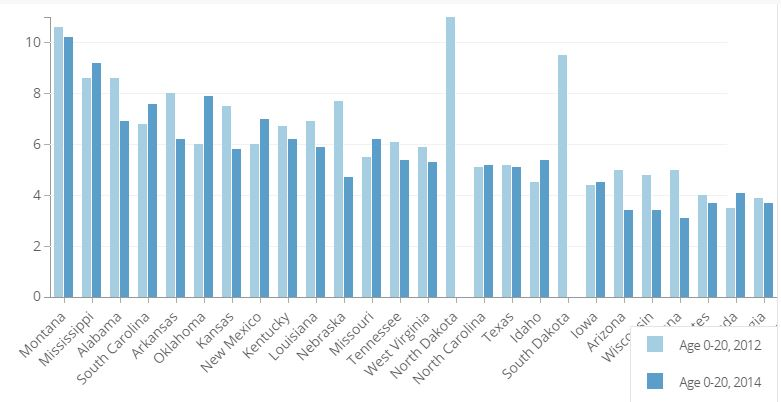 10
8
6
4
2
0
Montana
Mississippi
Alabama
South Carolina
Arkansas
Oklahoma
Kansas
New Mexico
Kentucky
Louisiana
Nebraska
Missouri
Tennessee
West Virginia
North Dakota
North Carolina
Texas
Idaho
South Dakota
Iowa
Arizona
Age 0-20, 2012
Age 0-20, 2014